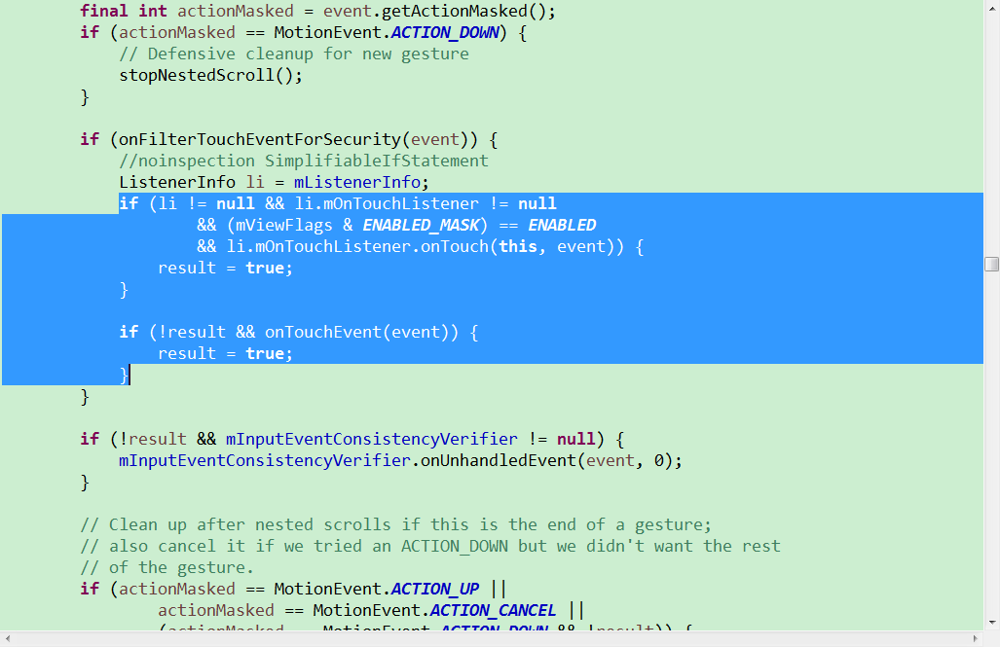 final int actionMasked = event.getActionMasked();
if (actionMasked == MotionEvent.ACTION_DOWN) {
// Defensive cleanup for new gesture
stopNestedScroll();
}
if (onFilterTouchEventForSecurity(event)) {
//noinspection SimplifiableIfStatement
ListenerInfo li = mListenerInfo;
if (li != null && li.mOnTouchListener != null
&& (mViewFlags & ENABLED_MASK) == ENABLED
&& li.mOnTouchListener.onTouch(this, event)) {
result = true;
}
if (!result && onTouchEvent(event)) {
result = true;
}
}
if (!result && mInputEventConsistencyVerifier != null) {
mInputEventConsistencyVerifier.onUnhandledEvent(event, 0);
}
// Clean up after nested scrolls if this is the end of a gesture;
// also cancel it if we tried an ACTION_DOWN but we didn't want the rest
// of the gesture.
if (actionMasked == MotionEvent.ACTION_UP ||
actionMasked == MotionEvent.ACTION_CANCEL ||
(actionMasked == MotionEvent.ACTION_DOWN && !result)) {